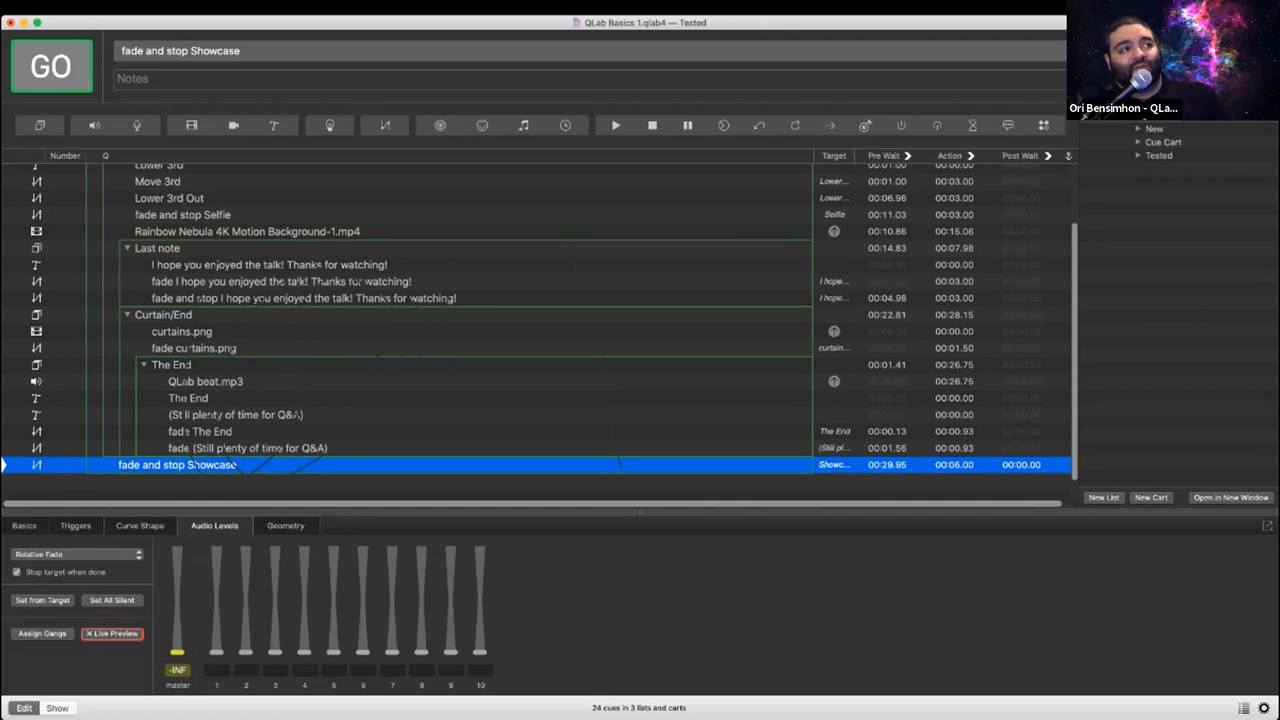 QLab Basics 1.qlab4 — Tested
GO
fade and stop Showcase
Notes
Ori Bensimhon - QLa...
New
Cue Cart
Tested
Number Q Target Pre Wait Action Post Wait
Lower 3rd 00:01.00 00:03.00
Move 3rd Lower... 00:01.00 00:03.00
Lower 3rd Out Lower... 00:06.96 00:03.00
fade and stop Selfie Selfie 00:11.03 00:03.00
Rainbow Nebula 4K Motion Background-1.mp4 00:10.86 00:15.06
Last note 00:14.83 00:07.98
I hope you enjoyed the talk! Thanks for watching! 00:00.00
fade I hope you enjoyed the talk! Thanks for watching! I hope... 00:03.00
fade and stop I hope you enjoyed the talk! Thanks for watching! I hope... 00:04.98 00:03.00
Curtain/End 00:22.81 00:28.15
curtains.png 00:00.00
fade curtains.png curtain... 00:01.50
The End 00:01.41 00:26.75
QLab beat.mp3 00:26.75
The End 00:00.00
(Still plenty of time for Q&A) 00:00.00
fade The End The End 00:00.13 00:00.93
fade (Still plenty of time for Q&A) (Still pl... 00:01.56 00:00.93
fade and stop Showcase Showc... 00:29.95 00:05.00 00:00.00
New List New Cart Open in New Window
Basics Triggers Curve Shape Audio Levels Geometry
Relative Fade
Stop target when done
Set from Target Set All Silent
Assign Gangs × Live Preview
-INF
master 1 2 3 4 5 6 7 8 9 10
Edit Show 24 cues in 3 lists and carts